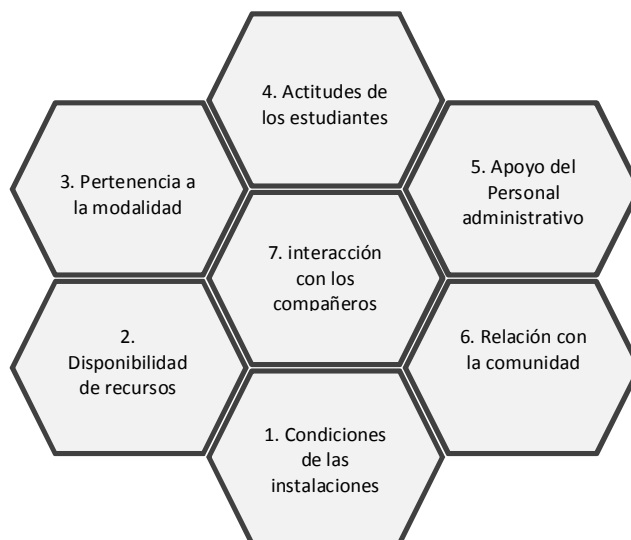 4. Actitudes de
los estudiantes
3. Pertenencia a
la modalidad
5. Apoyo del
Personal
administrativo
7. interacción
con los
compañeros
2.
Disponibilidad
de recursos
6. Relación con
la comunidad
1. Condiciones
de las
instalaciones